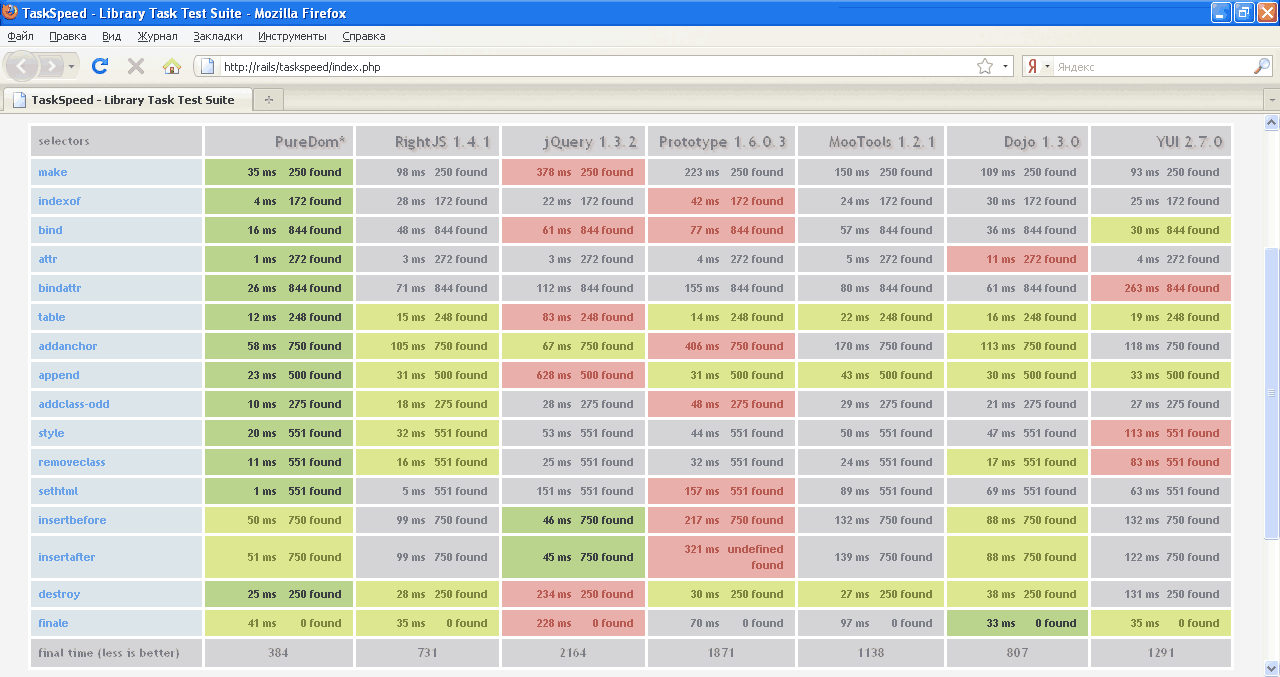 TaskSpeed - Library Task Test Suite - Mozilla Firefox
Файл Правка Вид Журнал Закладки Инструменты Справка
http://rails/taskspeed/index.php Я Яндекс
TaskSpeed - Library Task Test Suite
selectors PureDom* RightJS 1.4.1 jQuery 1.3.2 Prototype 1.6.0.3 MooTools 1.2.1 Dojo 1.3.0 YUI 2.7.0
make 35 ms 250 found 98 ms 250 found 378 ms 250 found 223 ms 250 found 150 ms 250 found 109 ms 250 found 93 ms 250 found
indexof 4 ms 172 found 28 ms 172 found 22 ms 172 found 42 ms 172 found 24 ms 172 found 30 ms 172 found 25 ms 172 found
bind 16 ms 844 found 48 ms 844 found 61 ms 844 found 77 ms 844 found 57 ms 844 found 36 ms 844 found 30 ms 844 found
attr 1 ms 272 found 3 ms 272 found 3 ms 272 found 4 ms 272 found 5 ms 272 found 11 ms 272 found 4 ms 272 found
bindattr 26 ms 844 found 71 ms 844 found 112 ms 844 found 155 ms 844 found 80 ms 844 found 61 ms 844 found 263 ms 844 found
table 12 ms 248 found 15 ms 248 found 83 ms 248 found 14 ms 248 found 22 ms 248 found 16 ms 248 found 19 ms 248 found
addanchor 58 ms 750 found 105 ms 750 found 67 ms 750 found 406 ms 750 found 170 ms 750 found 113 ms 750 found 118 ms 750 found
append 23 ms 500 found 31 ms 500 found 628 ms 500 found 31 ms 500 found 43 ms 500 found 30 ms 500 found 33 ms 500 found
addclass-odd 10 ms 275 found 18 ms 275 found 28 ms 275 found 48 ms 275 found 29 ms 275 found 21 ms 275 found 27 ms 275 found
style 20 ms 551 found 32 ms 551 found 53 ms 551 found 44 ms 551 found 50 ms 551 found 47 ms 551 found 113 ms 551 found
removeclass 11 ms 551 found 16 ms 551 found 25 ms 551 found 32 ms 551 found 24 ms 551 found 17 ms 551 found 83 ms 551 found
sethtml 1 ms 551 found 5 ms 551 found 151 ms 551 found 157 ms 551 found 89 ms 551 found 69 ms 551 found 63 ms 551 found
insertbefore 50 ms 750 found 99 ms 750 found 46 ms 750 found 217 ms 750 found 132 ms 750 found 88 ms 750 found 132 ms 750 found
insertafter 51 ms 750 found 99 ms 750 found 45 ms 750 found 321 ms undefined found 139 ms 750 found 88 ms 750 found 122 ms 750 found
destroy 25 ms 250 found 28 ms 250 found 234 ms 250 found 30 ms 250 found 27 ms 250 found 38 ms 250 found 131 ms 250 found
finale 41 ms 0 found 35 ms 0 found 228 ms 0 found 70 ms 0 found 97 ms 0 found 33 ms 0 found 35 ms 0 found
final time (less is better) 384 731 2164 1871 1138 807 1291